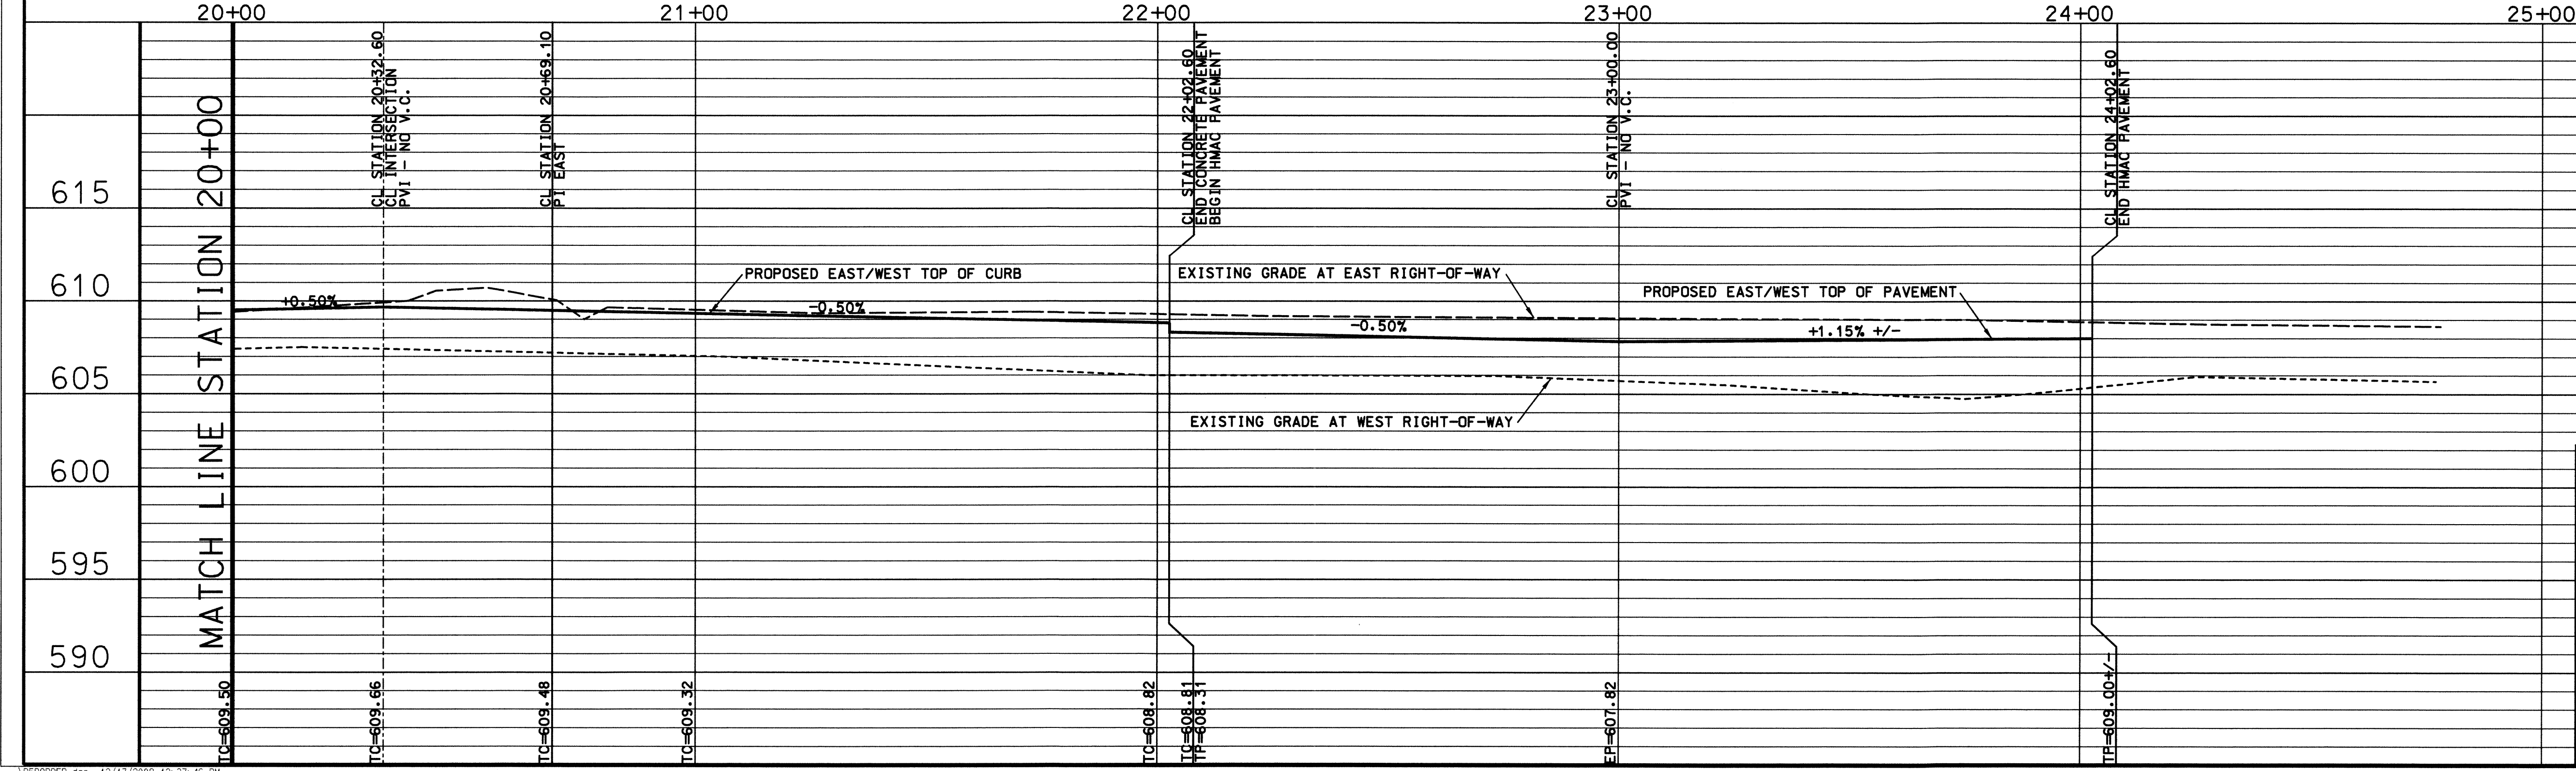 20+00
21+00
22+00
23+00
24+00
25+00
CL STATION 20+32.60
CL INTERSECTION
PVI - NO V.C.
CL STATION 20+69.10
PI EAST
CL STATION 22+02.60
END CONCRETE PAVEMENT
BEGIN HMAC PAVEMENT
CL STATION 23+00.00
PVI - NO V.C.
CL STATION 24+02.60
END HMAC PAVEMENT
MATCH LINE STATION 20+00
615
610
605
600
595
590
PROPOSED EAST/WEST TOP OF CURB
EXISTING GRADE AT EAST RIGHT-OF-WAY
PROPOSED EAST/WEST TOP OF PAVEMENT
+0.50%
-0.50%
-0.50%
+1.15% +/-
EXISTING GRADE AT WEST RIGHT-OF-WAY
TC=609.50
TC=609.66
TC=609.48
TC=609.32
TC=608.82
TC=608.81
TP=608.31
EP=607.82
TP=609.00+/-